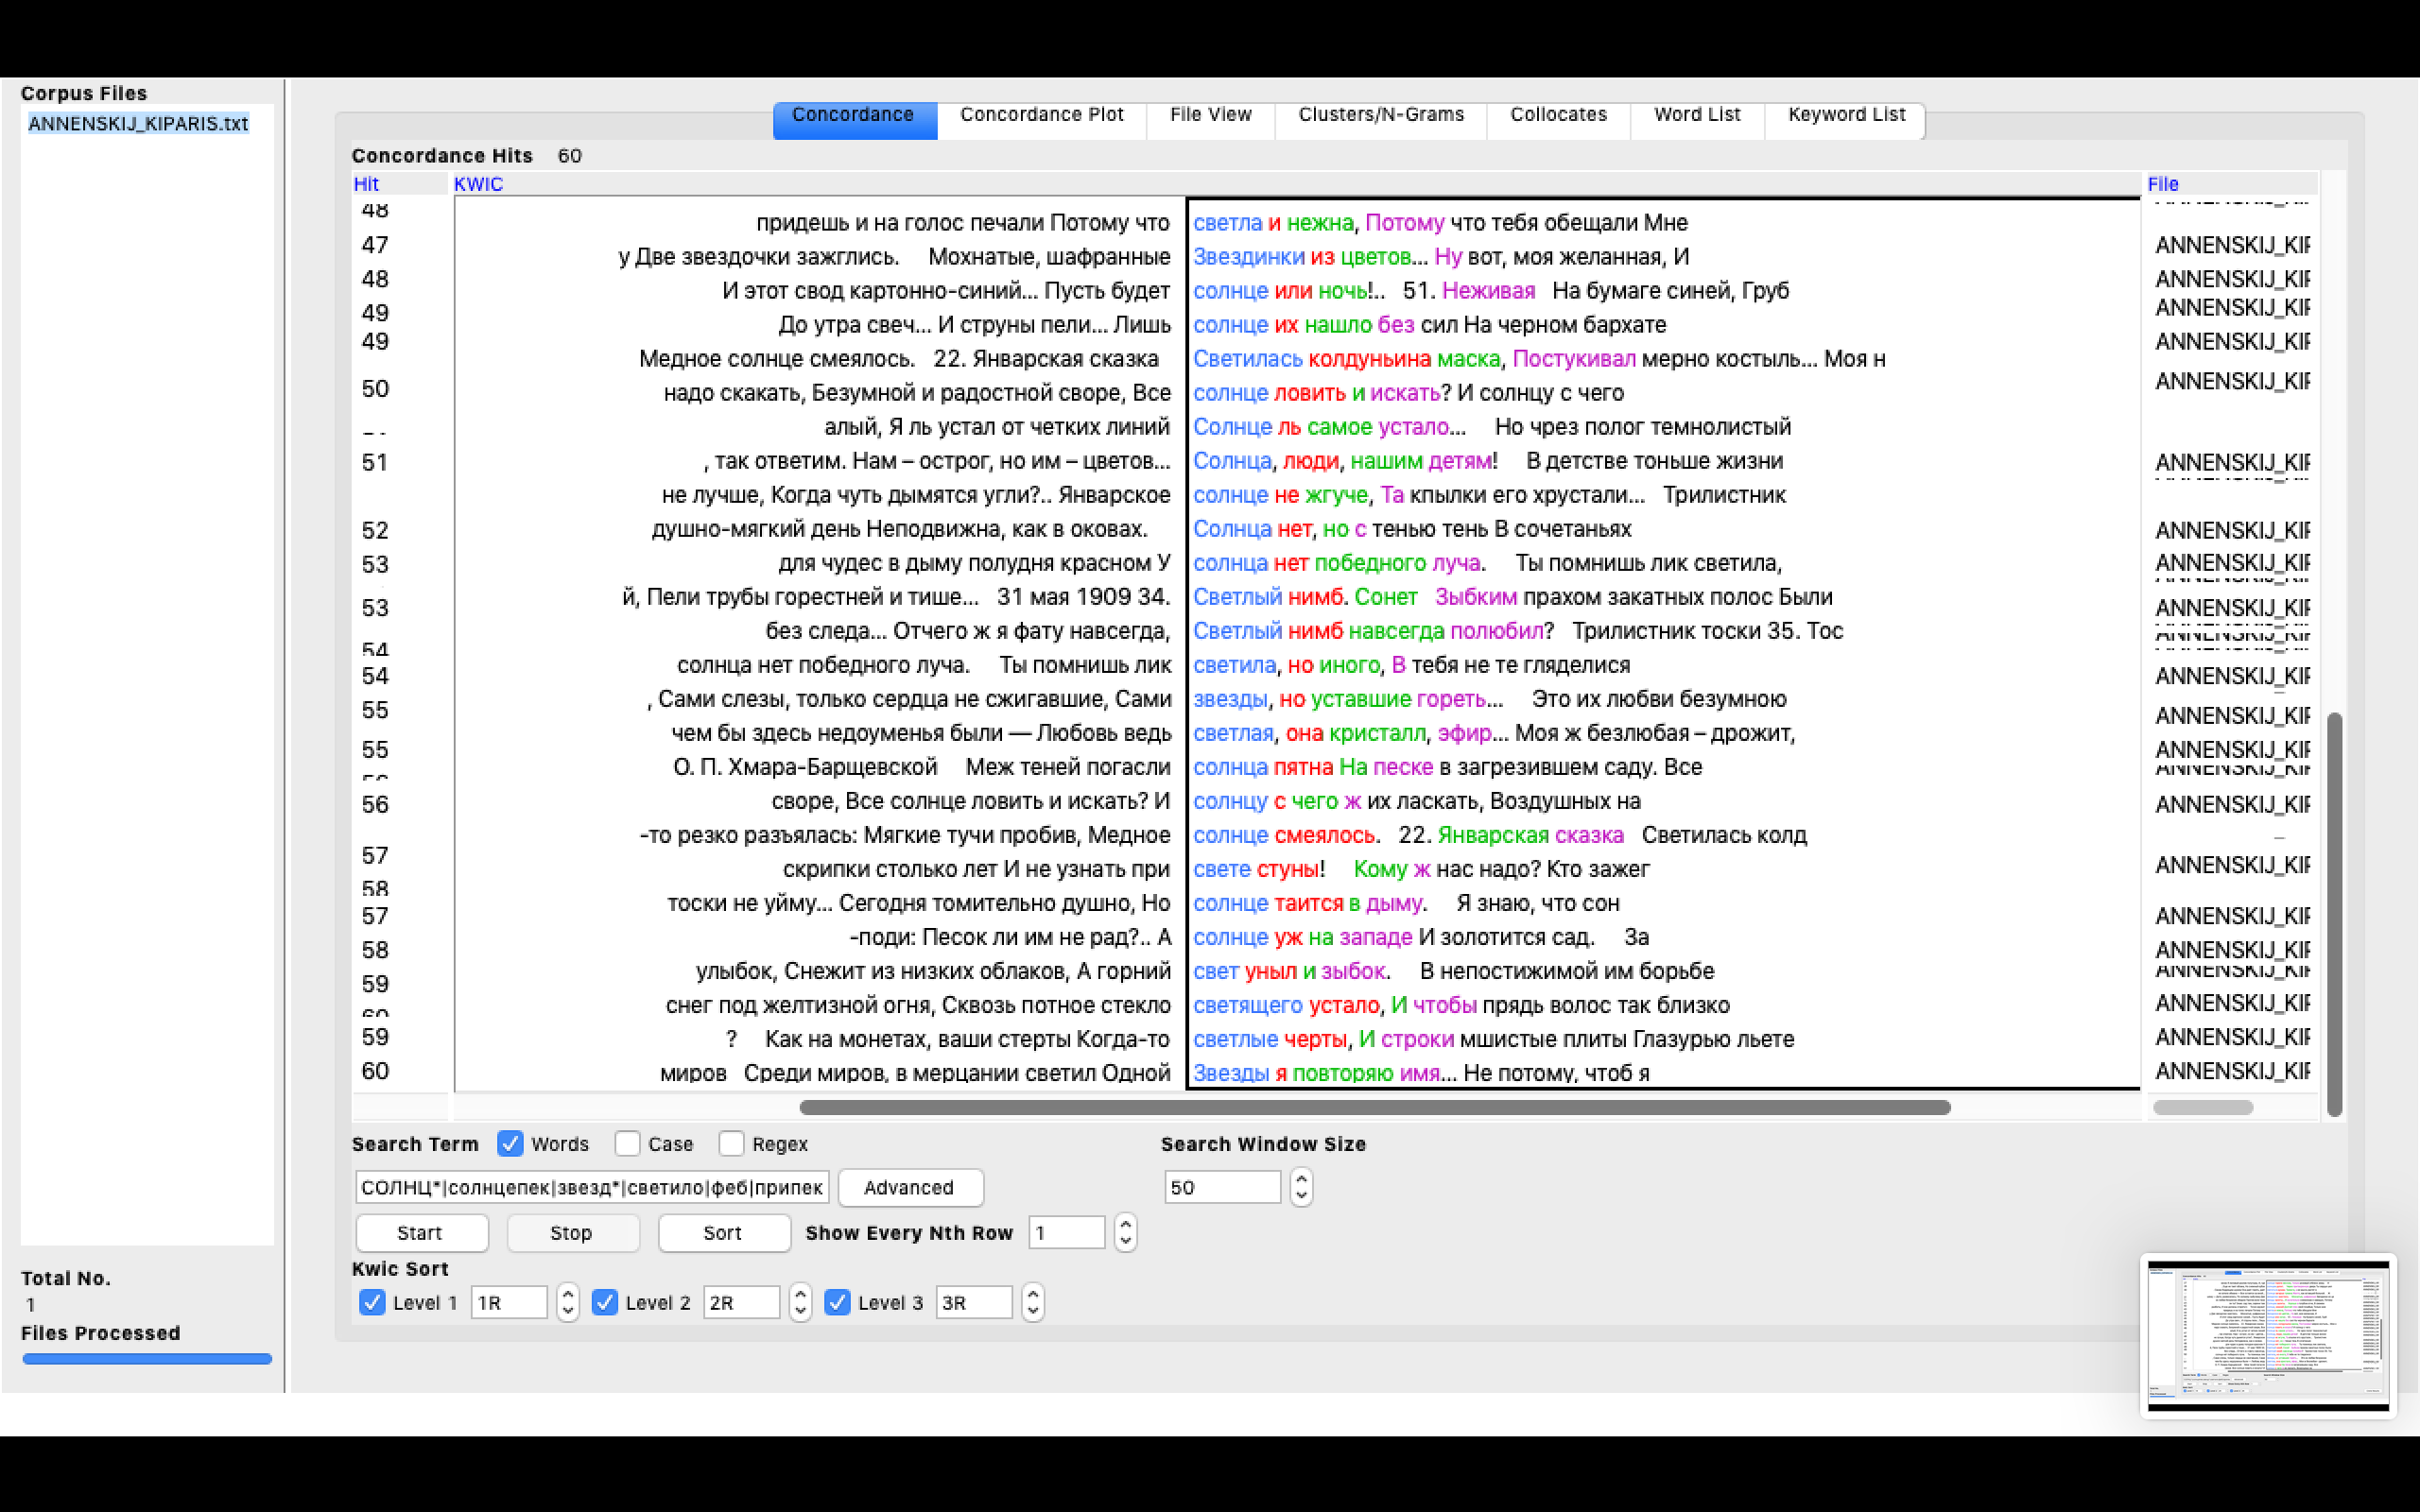 Corpus Files
ANNENSKIJ_KIPARIS.txt
Concordance Concordance Plot File View Clusters/N-Grams Collocates Word List Keyword List
Concordance Hits 60
Hit KWIC File
48 придешь и на голос печали Потому что светла и нежна, Потому что тебя обещали Мне
47 у Две звездочки зажглись. Мохнатые, шафранные Звездинки из цветов... Ну вот, моя желанная, И ANNENSKIJ_KIF
48 И этот свод картонно-синий... Пусть будет солнце или ночь!.. 51. Неживая На бумаге синей, Груб ANNENSKIJ_KIF
49 До утра свеч... И струны пели... Лишь солнце их нашло без сил На черном бархате ANNENSKIJ_KIF
49 Медное солнце смеялось. 22. Январская сказка Светилась колдуньина маска, Постукивал мерно костыль... Моя н ANNENSKIJ_KIF
50 надо скакать, Безумной и радостной своре, Все солнце ловить и искать? И солнцу с чего ANNENSKIJ_KIF
алый, Я ль устал от четких линий Солнце ль самое устало... Но чрез полог темнолистый
51 , так ответим. Нам – острог, но им – цветов... Солнца, люди, нашим детям! В детстве тоньше жизни ANNENSKIJ_KIF
не лучше, Когда чуть дымятся угли?.. Январское солнце не жгуче, Та кпылки его хрустали... Трилистник
52 душно-мягкий день Неподвижна, как в оковах. Солнца нет, но с тенью тень В сочетаньях ANNENSKIJ_KIF
53 для чудес в дыму полудня красном У солнца нет победного луча. Ты помнишь лик светила, ANNENSKIJ_KIF
53 й, Пели трубы горестней и тише... 31 мая 1909 34. Светлый нимб. Сонет Зыбким прахом закатных полос Были ANNENSKIJ_KIF
54 без следа... Отчего ж я фату навсегда, Светлый нимб навсегда полюбил? Трилистник тоски 35. Тос ANNENSKIJ_KIF
54 солнца нет победного луча. Ты помнишь лик светила, но иного, В тебя не те гляделися ANNENSKIJ_KIF
55 , Сами слезы, только сердца не сжигавшие, Сами звезды, но уставшие гореть... Это их любви безумною ANNENSKIJ_KIF
55 чем бы здесь недоуменья были — Любовь ведь светлая, она кристалл, эфир... Моя ж безлюбая – дрожит, ANNENSKIJ_KIF
О. П. Хмара-Барщевской Меж теней погасли солнца пятна На песке в загрезившем саду. Все ANNENSKIJ_KIF
56 своре, Все солнце ловить и искать? И солнцу с чего ж их ласкать, Воздушных на ANNENSKIJ_KIF
-то резко разъялась: Мягкие тучи пробив, Медное солнце смеялось. 22. Январская сказка Светилась колд
57 скрипки столько лет И не узнать при свете стуны! Кому ж нас надо? Кто зажег ANNENSKIJ_KIF
58
57 тоски не уйму... Сегодня томительно душно, Но солнце таится в дыму. Я знаю, что сон ANNENSKIJ_KIF
58 -поди: Песок ли им не рад?.. А солнце уж на западе И золотится сад. За ANNENSKIJ_KIF
59 улыбок, Снежит из низких облаков, А горний свет уныл и зыбок. В непостижимой им борьбе ANNENSKIJ_KIF
60 снег под желтизной огня, Сквозь потное стекло светящего устало, И чтобы прядь волос так близко ANNENSKIJ_KIF
59 ? Как на монетах, ваши стерты Когда-то светлые черты, И строки мшистые плиты Глазурью льете ANNENSKIJ_KIF
60 миров Среди миров, в мерцании светил Одной Звезды я повторяю имя... Не потому, чтоб я ANNENSKIJ_KIF
Search Term Words Case Regex Search Window Size
СОЛНЦ*|солнцепек|звезд*|светило|феб|припек Advanced 50
Start Stop Sort Show Every Nth Row 1
Kwic Sort
Level 1 1R Level 2 2R Level 3 3R
Total No.
1
Files Processed